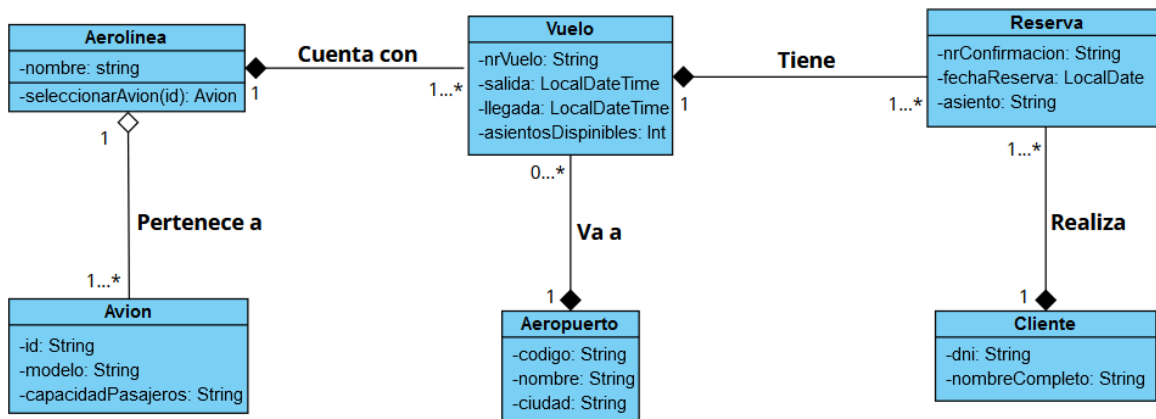 Aerolínea
-nombre: string
-seleccionarAvion(id): Avion
1
Cuenta con
1...*
Vuelo
-nrVuelo: String
-salida: LocalDateTime
-llegada: LocalDateTime
-asientosDispinibles: Int
1
Tiene
1...*
Reserva
-nrConfirmacion: String
-fechaReserva: LocalDate
-asiento: String
1
Pertenece a
1...*
0...*
Va a
1
1...*
Realiza
1
Avion
-id: String
-modelo: String
-capacidadPasajeros: String
Aeropuerto
-codigo: String
-nombre: String
-ciudad: String
Cliente
-dni: String
-nombreCompleto: String